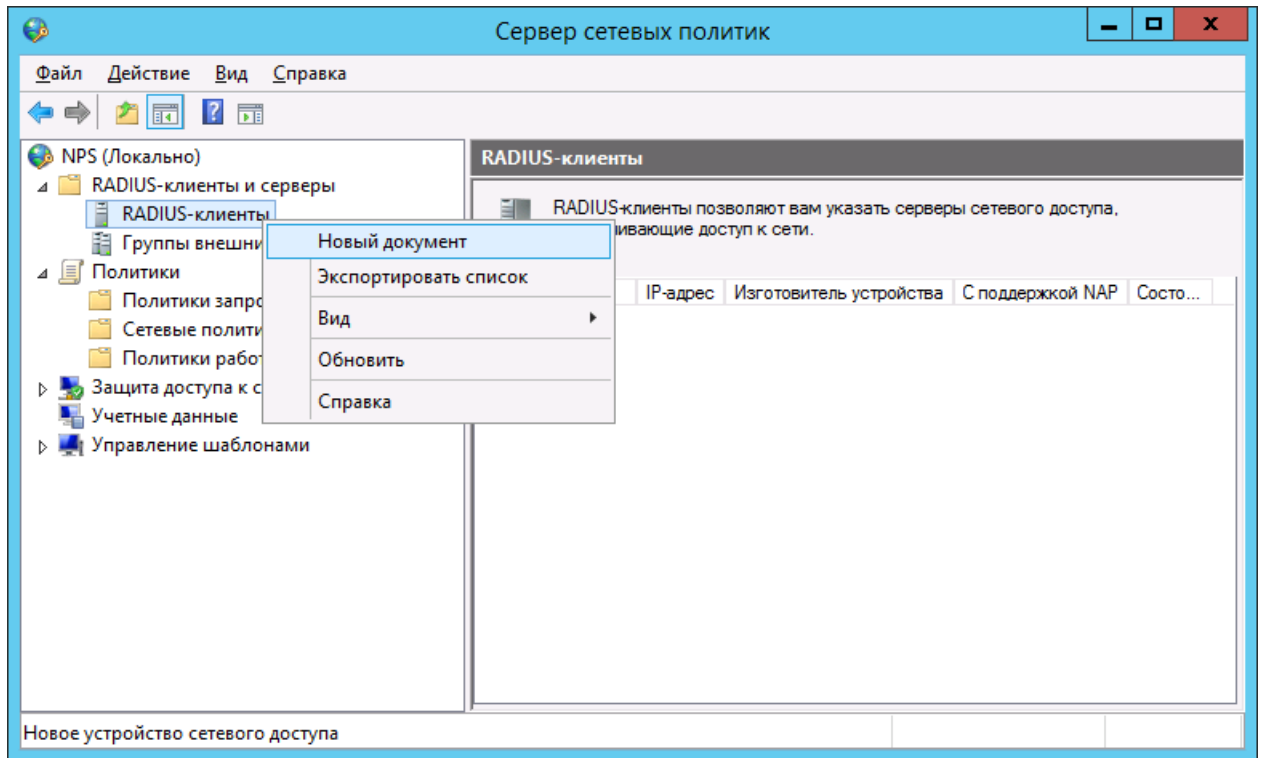 Сервер сетевых политик
Файл Действие Вид Справка
NPS (Локально)
RADIUS-клиенты и серверы
RADIUS-клиенты
Группы внешни
Политики
Политики запро
Сетевые полити
Политики работ
Защита доступа к с
Учетные данные
Управление шаблонами
Новый документ
Экспортировать список
Вид
Обновить
Справка
RADIUS-клиенты
RADIUS-клиенты позволяют вам указать серверы сетевого доступа,
ивающие доступ к сети.
IP-адрес Изготовитель устройства С поддержкой NAP Состо...
Новое устройство сетевого доступа